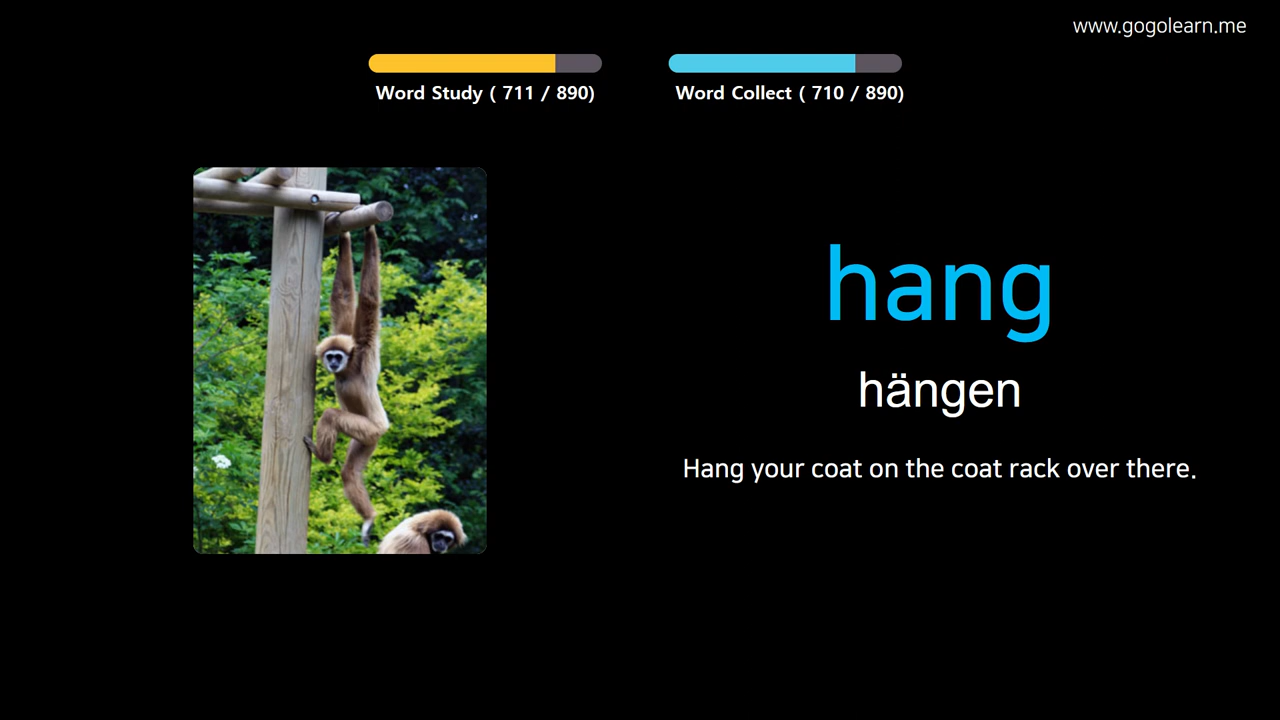 www.gogolearn.me
Word Study ( 711 / 890)
Word Collect ( 710 / 890)
hang
hängen
Hang your coat on the coat rack over there.